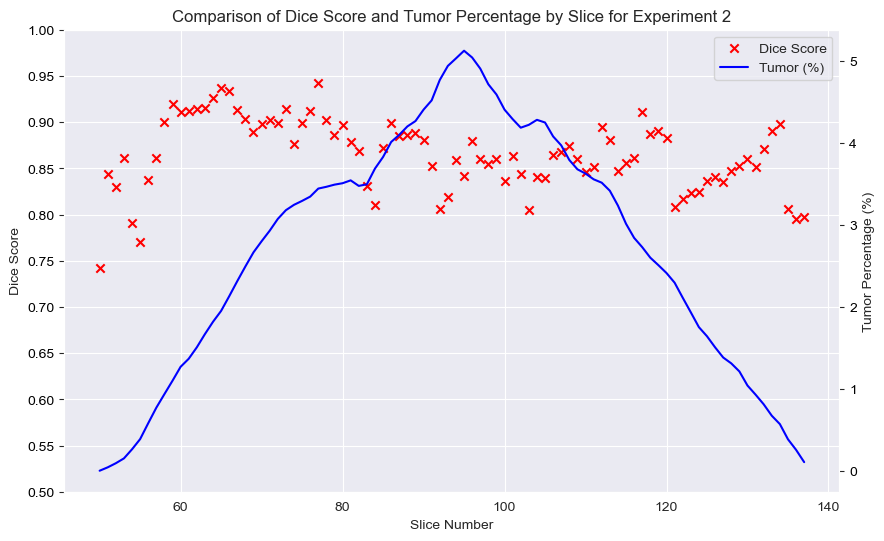 Comparison of Dice Score and Tumor Percentage by Slice for Experiment 2
Dice Score
Tumor (%)
1.00
0.95
0.90
0.85
0.80
0.75
0.70
0.65
0.60
0.55
0.50
Dice Score
5
4
3
2
1
0
Tumor Percentage (%)
60 80 100 120 140
Slice Number